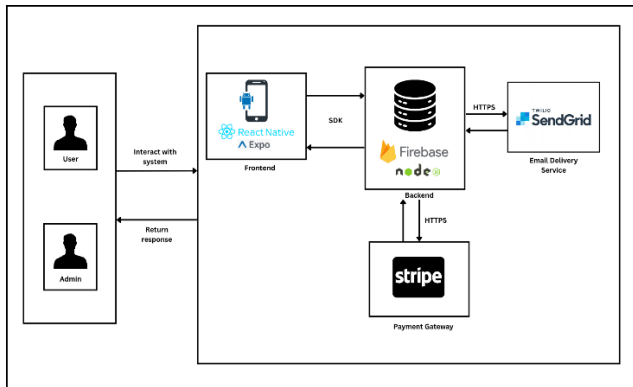 User
Admin
Interact with
system
Return
response
React Native
Expo
Frontend
SDK
Firebase
node
Backend
HTTPS
TWILIO
SendGrid
Email Delivery
Service
HTTPS
stripe
Payment Gateway